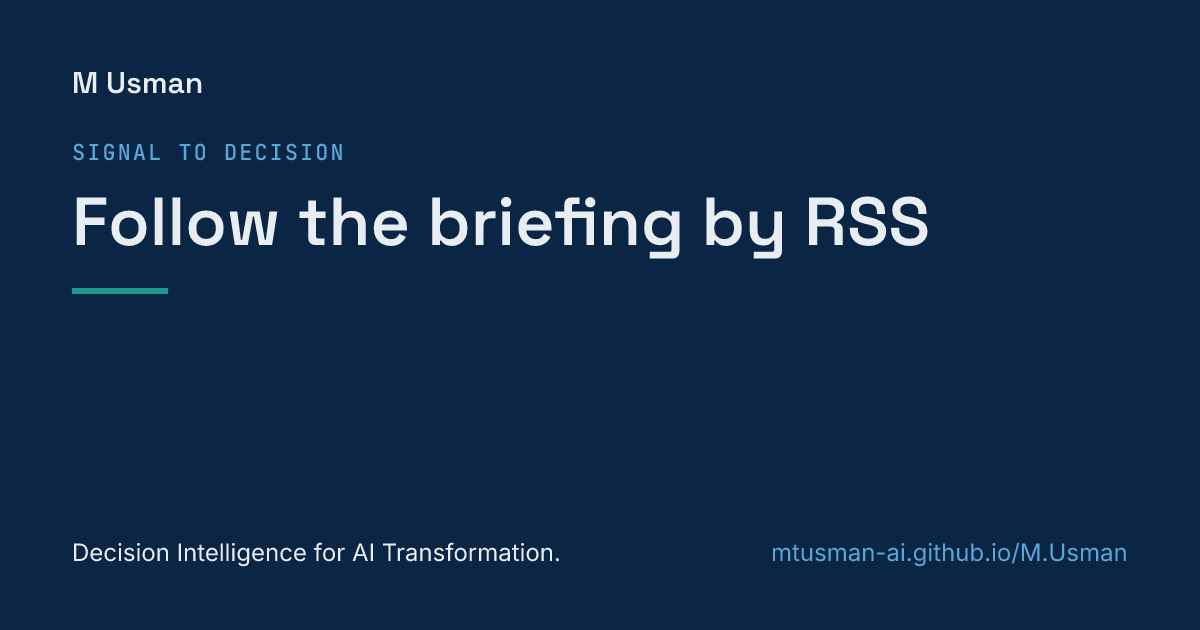 M Usman
SIGNAL TO DECISION
Follow the briefing by RSS
Decision Intelligence for AI Transformation.
mtusman-ai.github.io/M.Usman